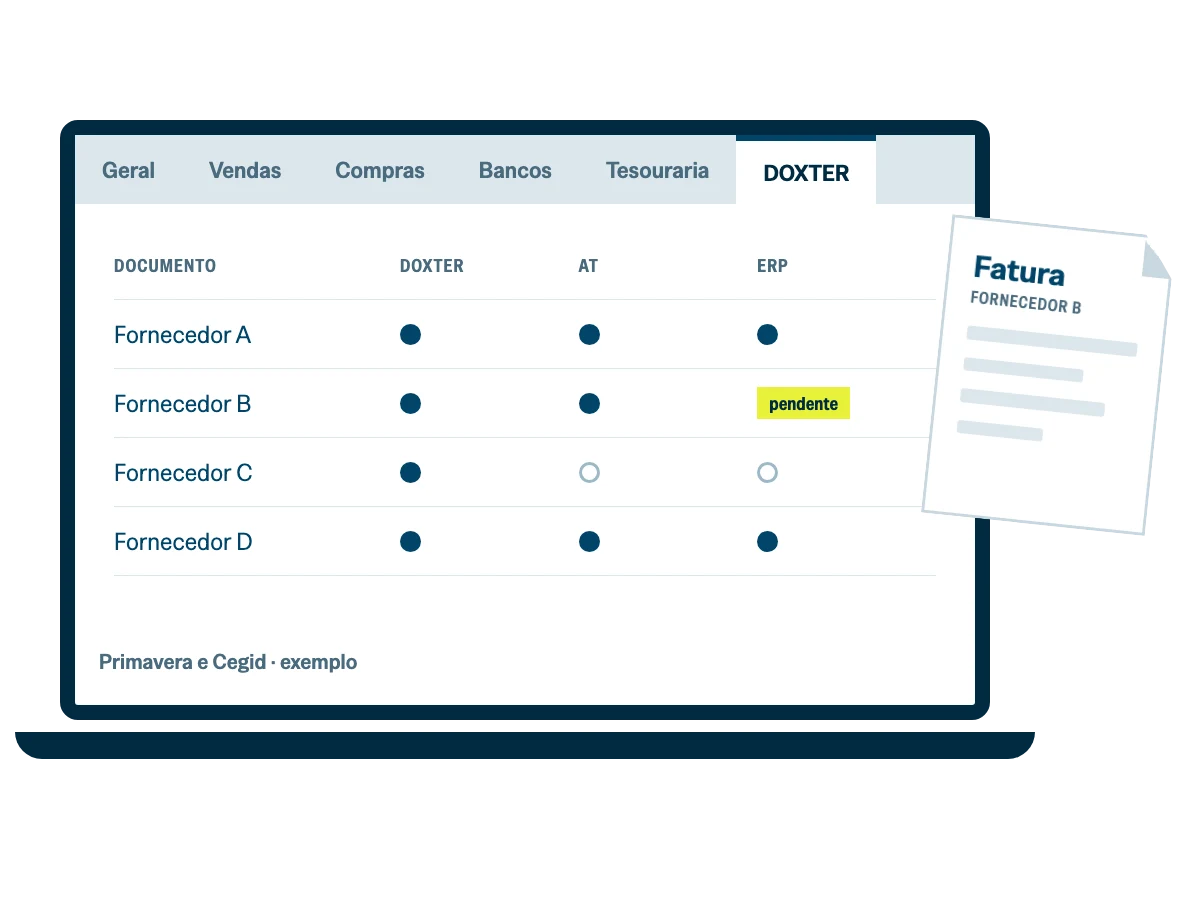 Geral Vendas Compras Bancos Tesouraria DOXTER
DOCUMENTO DOXTER AT ERP
Fornecedor A
Fornecedor B pendente
Fornecedor C
Fornecedor D
Primavera e Cegid · exemplo
Fatura
FORNECEDOR B